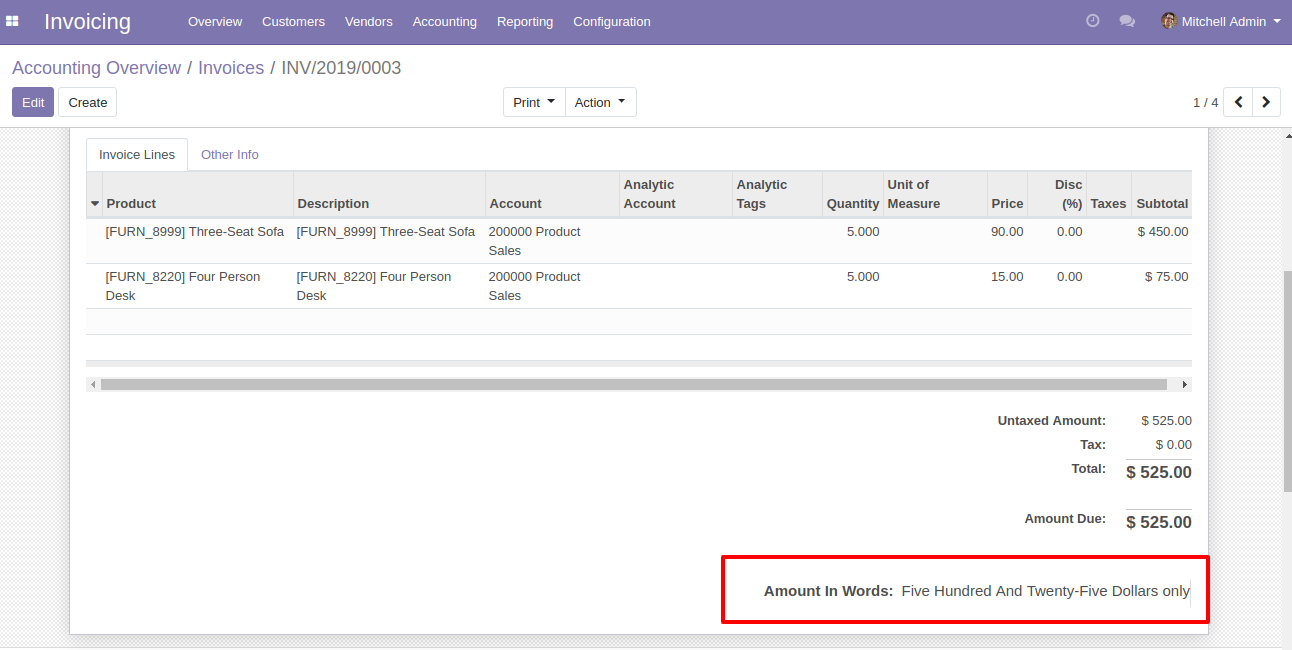 Invoicing Overview Customers Vendors Accounting Reporting Configuration Mitchell Admin
Accounting Overview / Invoices / INV/2019/0003
Edit Create Print Action 1 / 4
Invoice Lines Other Info
Product Description Account Analytic Account Analytic Tags Quantity Unit of Measure Price Disc (%) Taxes Subtotal
[FURN_8999] Three-Seat Sofa [FURN_8999] Three-Seat Sofa 200000 Product Sales 5.000 90.00 0.00 $ 450.00
[FURN_8220] Four Person Desk [FURN_8220] Four Person Desk 200000 Product Sales 5.000 15.00 0.00 $ 75.00
Untaxed Amount: $ 525.00
Tax: $ 0.00
Total: $ 525.00
Amount Due: $ 525.00
Amount In Words: Five Hundred And Twenty-Five Dollars only